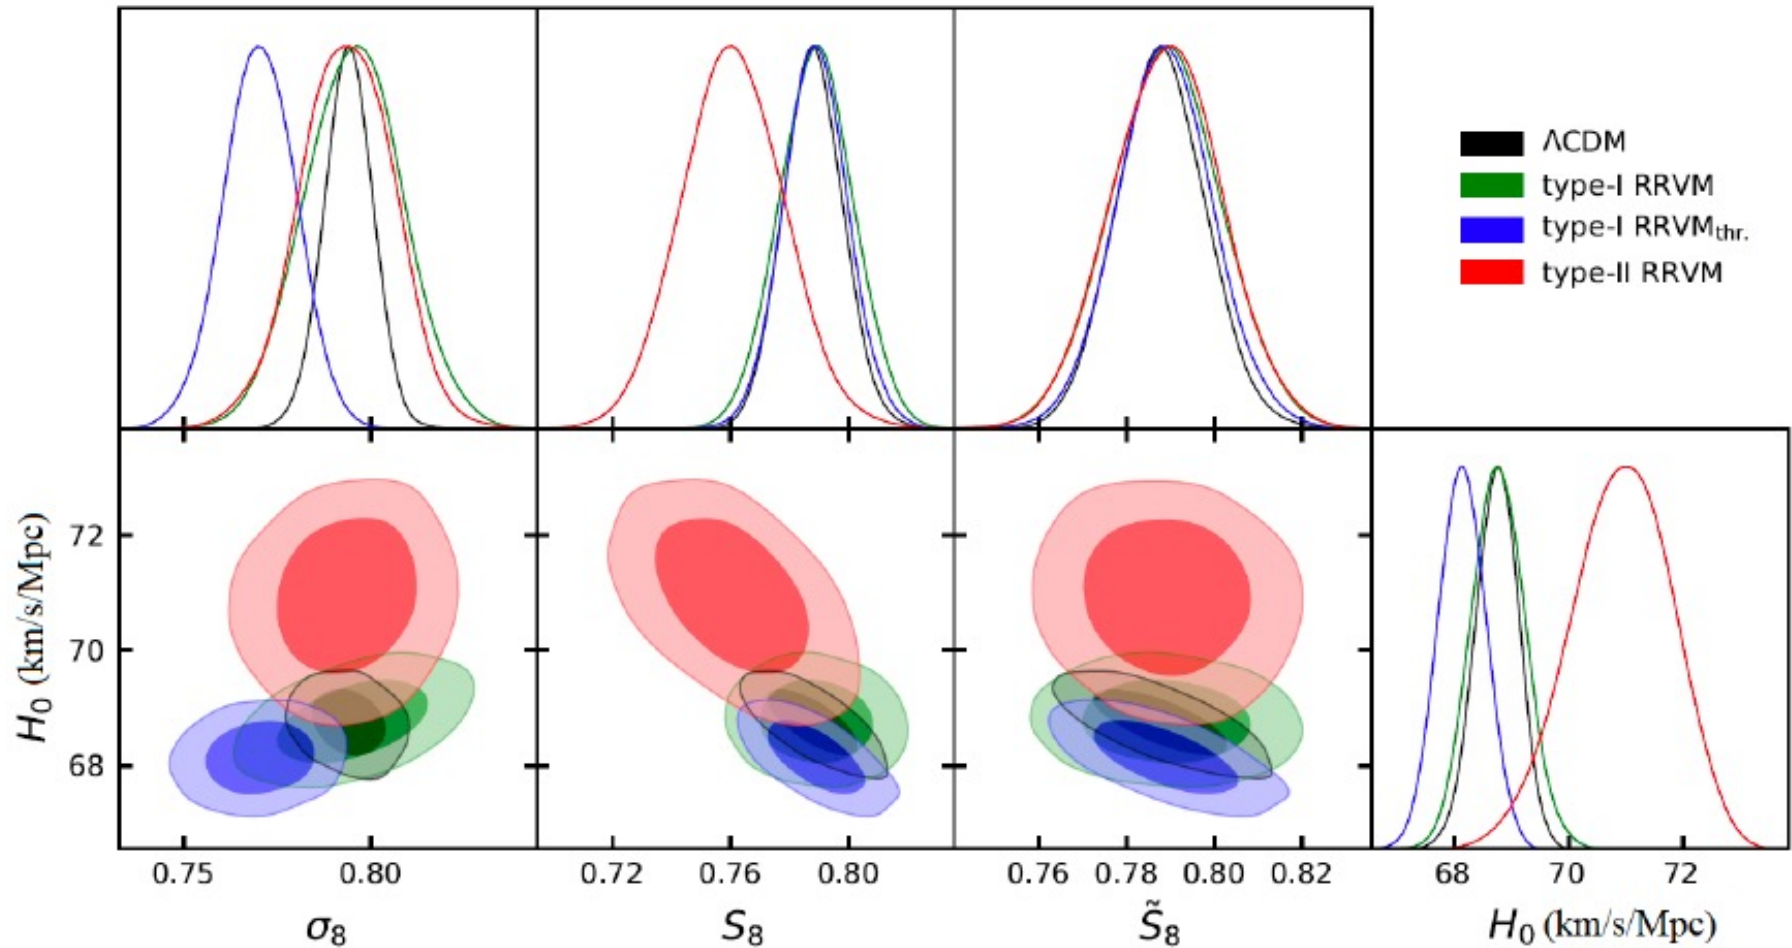 ΛCDM
type-I RRVM
type-I RRVM_thr.
type-II RRVM
H₀ (km/s/Mpc)
72
70
68
0.75 0.80
0.72 0.76 0.80
0.76 0.78 0.80 0.82
68 70 72
σ₈
S₈
S̃₈
H₀ (km/s/Mpc)